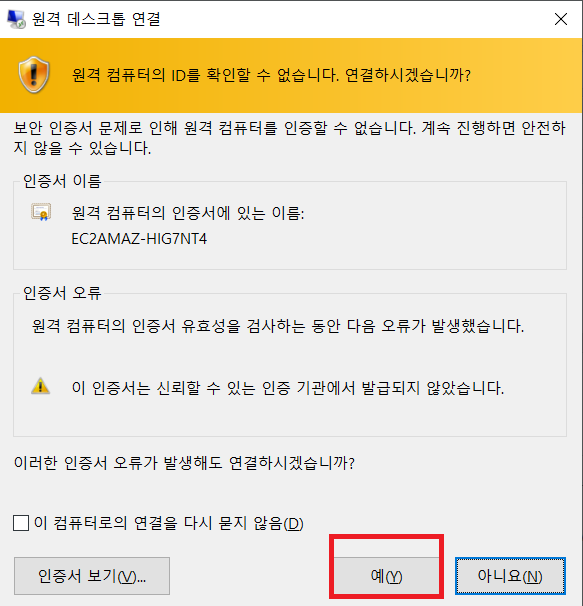 원격 데스크톱 연결
원격 컴퓨터의 ID를 확인할 수 없습니다. 연결하시겠습니까?
보안 인증서 문제로 인해 원격 컴퓨터를 인증할 수 없습니다. 계속 진행하면 안전하
지 않을 수 있습니다.
인증서 이름
원격 컴퓨터의 인증서에 있는 이름:
EC2AMAZ-HIG7NT4
인증서 오류
원격 컴퓨터의 인증서 유효성을 검사하는 동안 다음 오류가 발생했습니다.
이 인증서는 신뢰할 수 있는 인증 기관에서 발급되지 않았습니다.
이러한 인증서 오류가 발생해도 연결하시겠습니까?
이 컴퓨터로의 연결을 다시 묻지 않음(D)
인증서 보기(V)... 예(Y) 아니요(N)